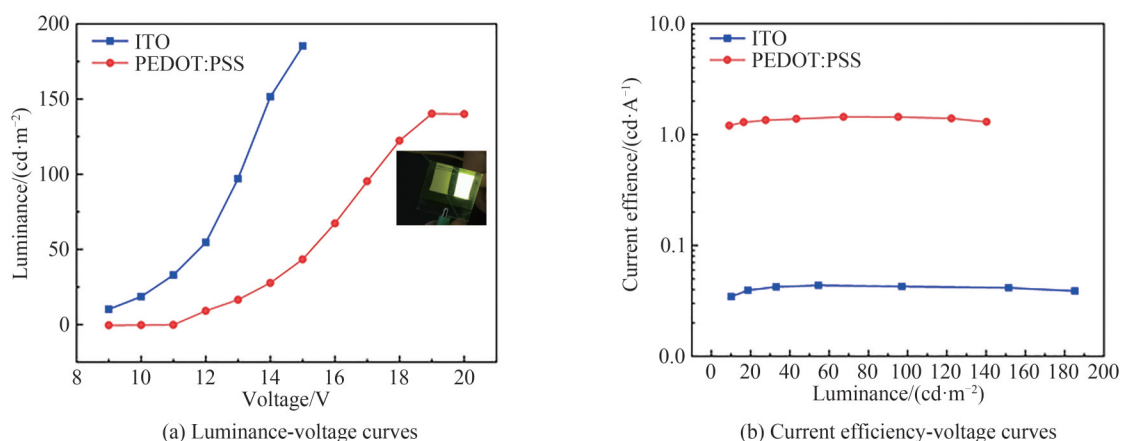 200
150
100
50
0
Luminance/(cd·m⁻²)
ITO
PEDOT:PSS
8 10 12 14 16 18 20
Voltage/V
(a) Luminance-voltage curves
10.0
1.0
0.1
0.0
Current effience/(cd·A⁻¹)
ITO
PEDOT:PSS
0 20 40 60 80 100 120 140 160 180 200
Luminance/(cd·m⁻²)
(b) Current efficiency-voltage curves